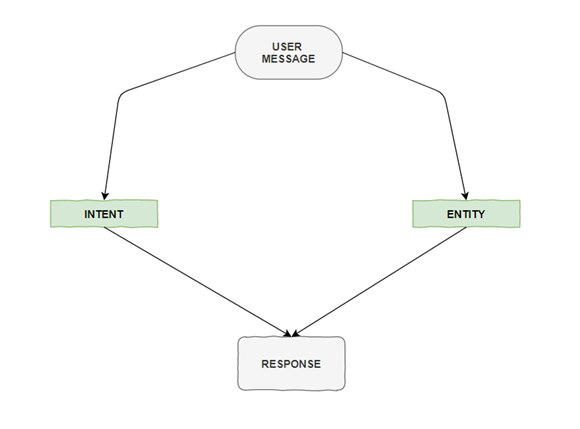 USER
MESSAGE
INTENT
ENTITY
RESPONSE